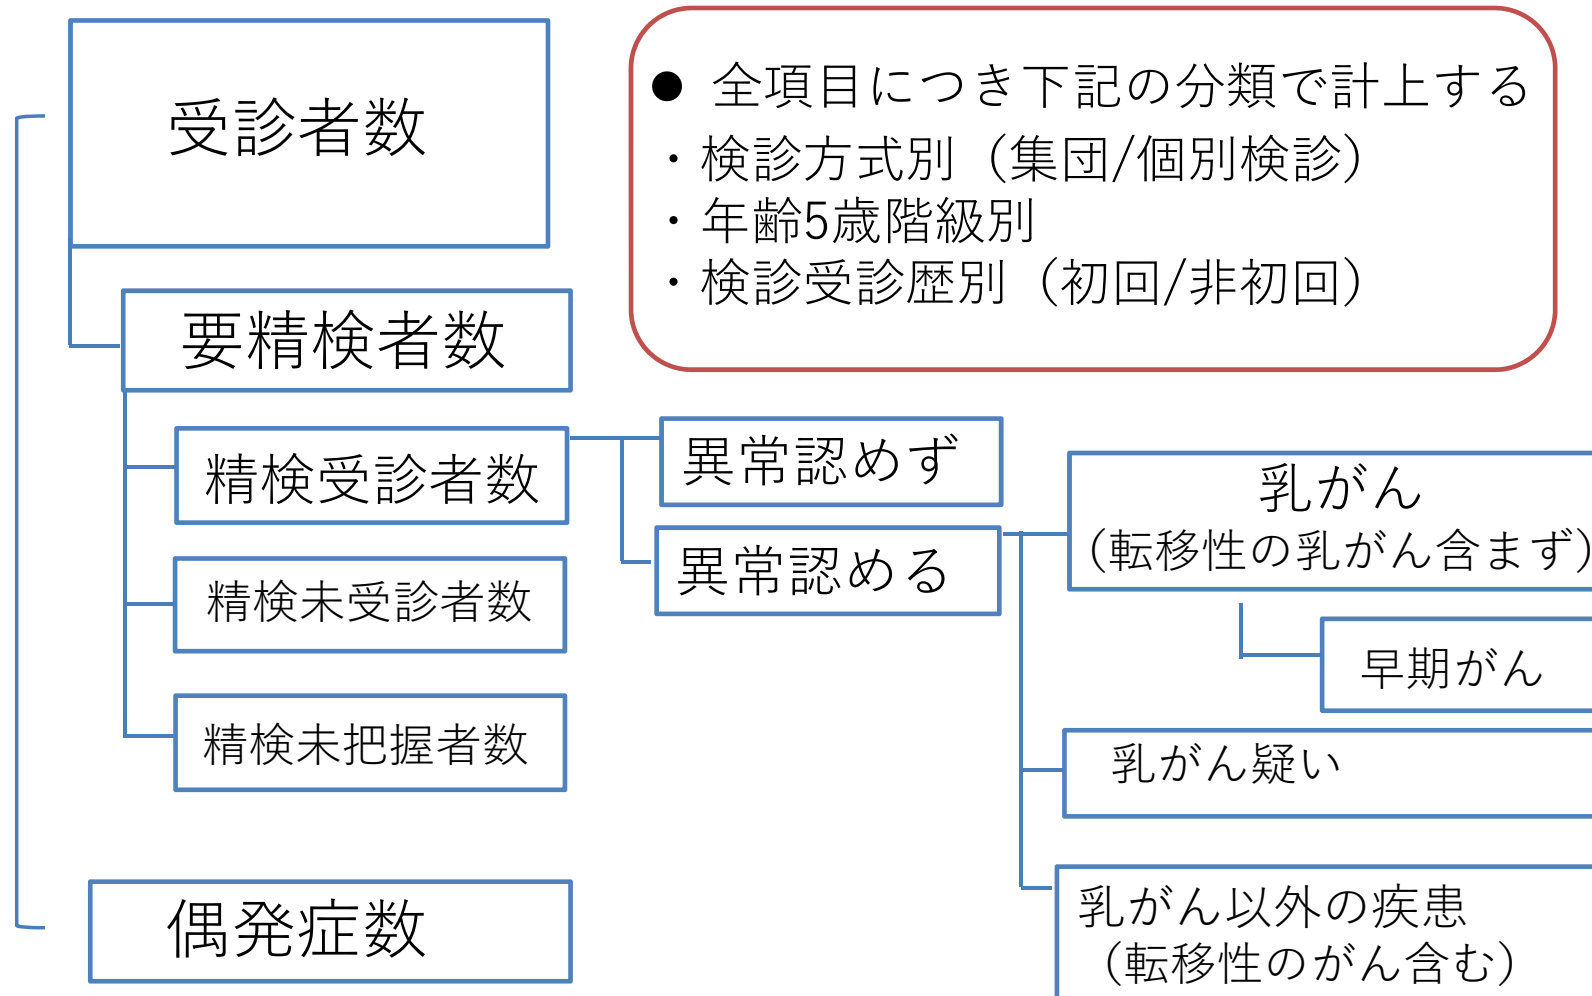 受診者数
● 全項目につき下記の分類で計上する
・検診方式別（集団/個別検診）
・年齢5歳階級別
・検診受診歴別（初回/非初回）
要精検者数
精検受診者数
異常認めず
乳がん
（転移性の乳がん含まず）
異常認める
精検未受診者数
早期がん
精検未把握者数
乳がん疑い
偶発症数
乳がん以外の疾患
（転移性のがん含む）